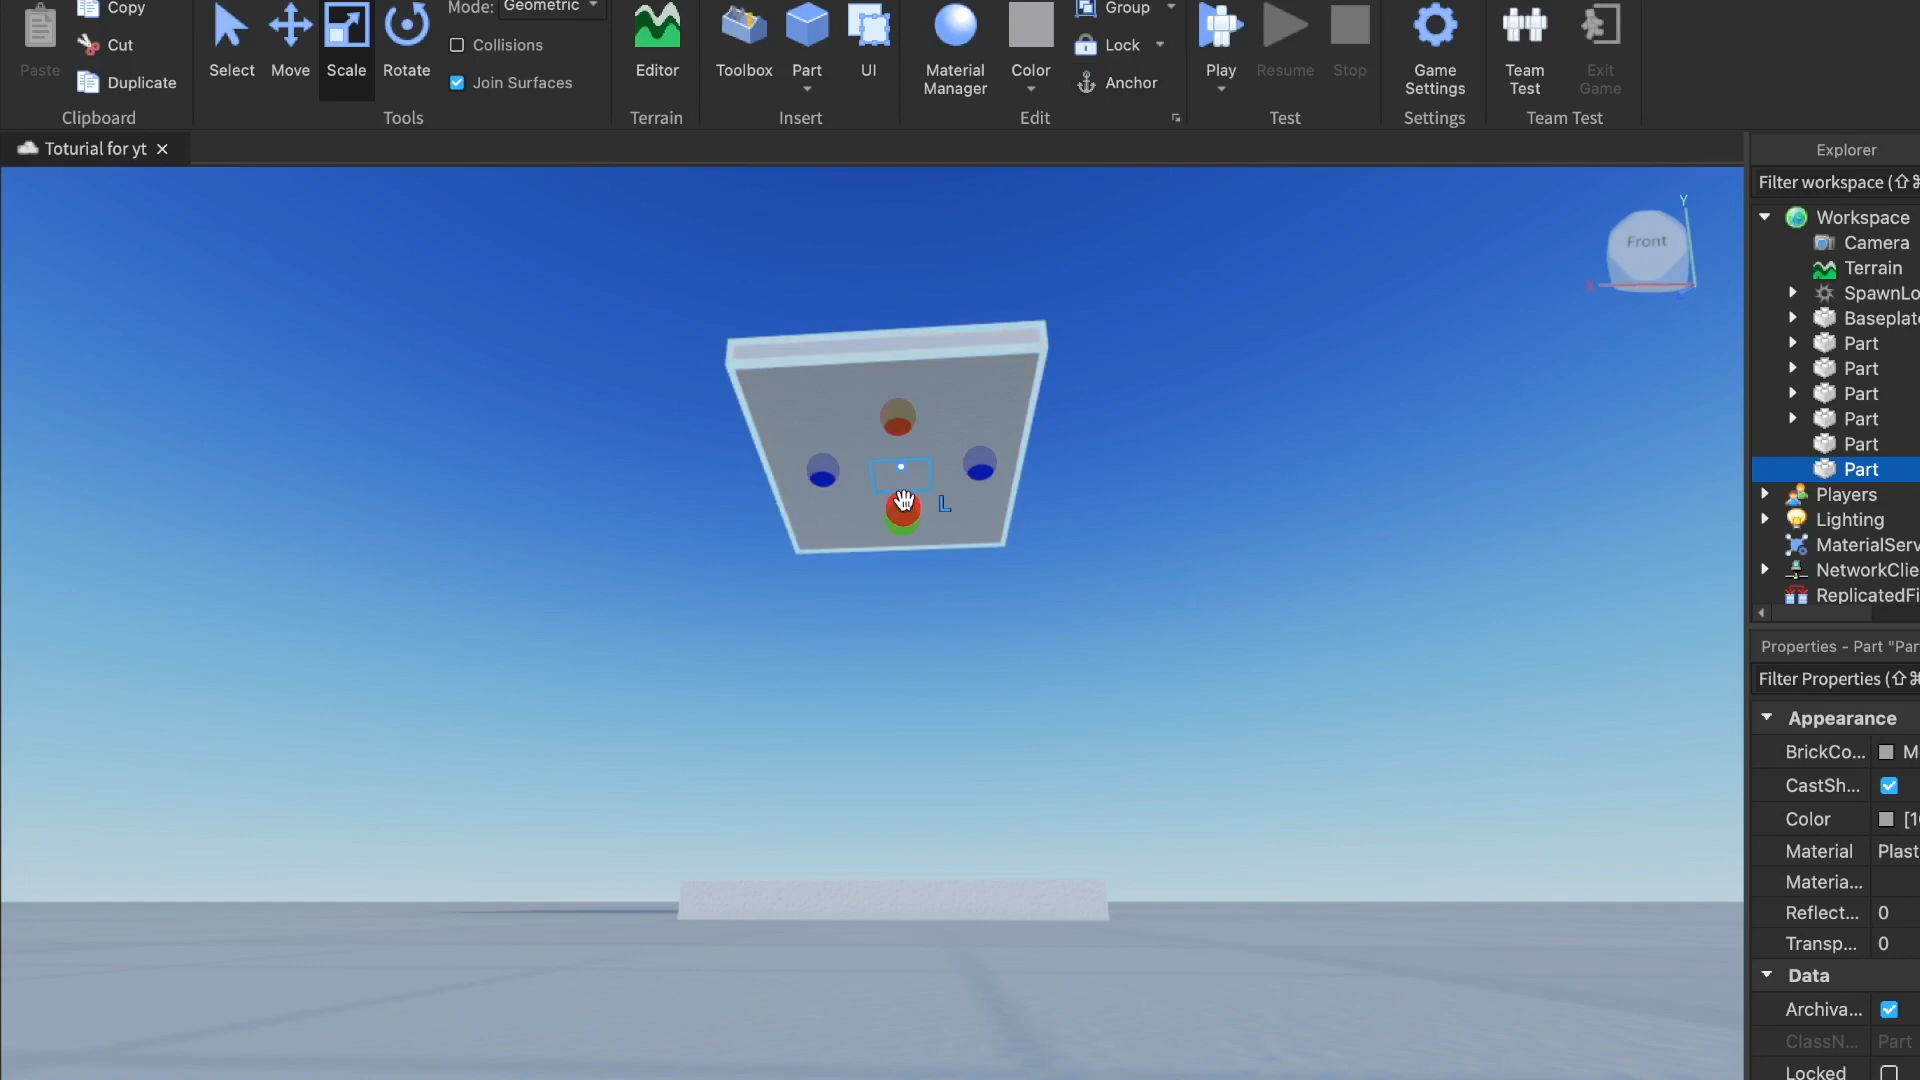 Paste
Copy
Cut
Duplicate
Clipboard
Select
Move
Scale
Rotate
Mode: Geometric
Collisions
Join Surfaces
Tools
Editor
Terrain
Toolbox
Part
UI
Insert
Material
Manager
Color
Group
Lock
Anchor
Edit
Play
Resume
Stop
Test
Game
Settings
Settings
Team
Test
Exit
Game
Team Test
Toturial for yt
Y
Front
X
L
Explorer
Filter workspace (⇧⌘
Workspace
Camera
Terrain
SpawnLo
Baseplate
Part
Part
Part
Part
Part
Part
Players
Lighting
MaterialServ
NetworkClie
ReplicatedFi
Properties - Part "Par
Filter Properties (⇧⌘
Appearance
BrickCo... M
CastSh...
Color [1
Material Plast
Materia...
Reflect... 0
Transp... 0
Data
Archiva...
ClassN... Part
Locked